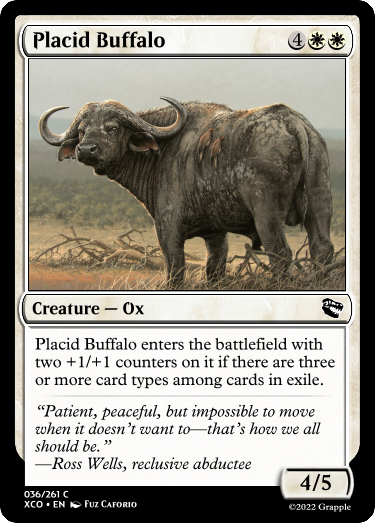 Placid Buffalo 4
Creature — Ox
Placid Buffalo enters the battlefield with
two +1/+1 counters on it if there are three
or more card types among cards in exile.
“Patient, peaceful, but impossible to move
when it doesn’t want to—that’s how we all
should be.”
—Ross Wells, reclusive abductee
4/5
036/261 C
XCO • EN Fuz Caforio
©2022 Grapple